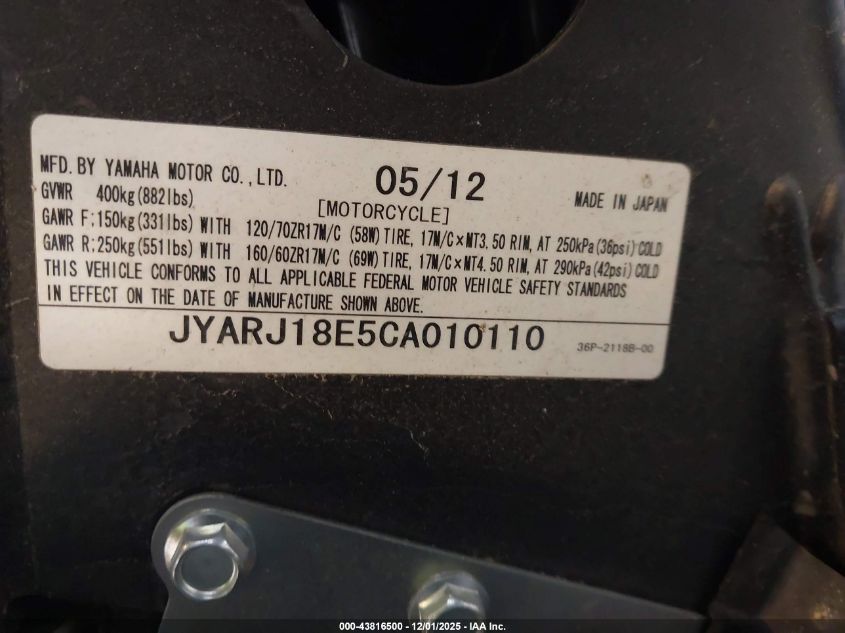 MFD. BY YAMAHA MOTOR CO., LTD. 05/12 MADE IN JAPAN
GVWR 400kg(882lbs) [MOTORCYCLE]
GAWR F:150kg(331lbs) WITH 120/70ZR17M/C (58W) TIRE, 17M/C×MT3.50 RIM, AT 250kPa(36psi) COLD
GAWR R:250kg(551lbs) WITH 160/60ZR17M/C (69W) TIRE, 17M/C×MT4.50 RIM, AT 290kPa(42psi) COLD
THIS VEHICLE CONFORMS TO ALL APPLICABLE FEDERAL MOTOR VEHICLE SAFETY STANDARDS
IN EFFECT ON THE DATE OF MANUFACTURE SHOWN ABOVE.
JYARJ18E5CA010110 36P-2118B-00
000-43816500 - 12/01/2025 - IAA Inc.